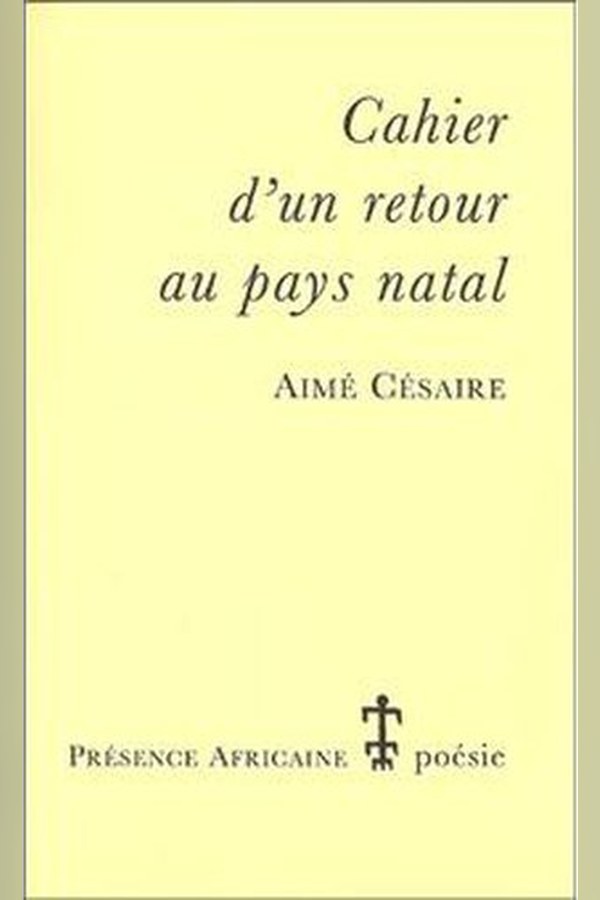 Cahier
d'un retour
au pays natal
AIMÉ CÉSAIRE
PRÉSENCE AFRICAINE poésie